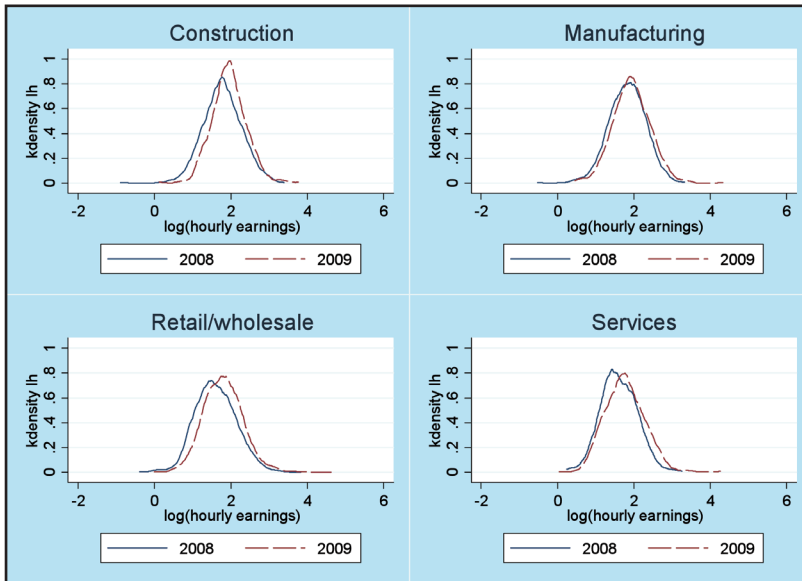 Construction
kdensity lh
0 .2 .4 .6 .8 1
-2 0 2 4 6
log(hourly earnings)
2008 2009
Manufacturing
kdensity lh
0 .2 .4 .6 .8 1
-2 0 2 4 6
log(hourly earnings)
2008 2009
Retail/wholesale
kdensity lh
0 .2 .4 .6 .8 1
-2 0 2 4 6
log(hourly earnings)
2008 2009
Services
kdensity lh
0 .2 .4 .6 .8 1
-2 0 2 4 6
log(hourly earnings)
2008 2009